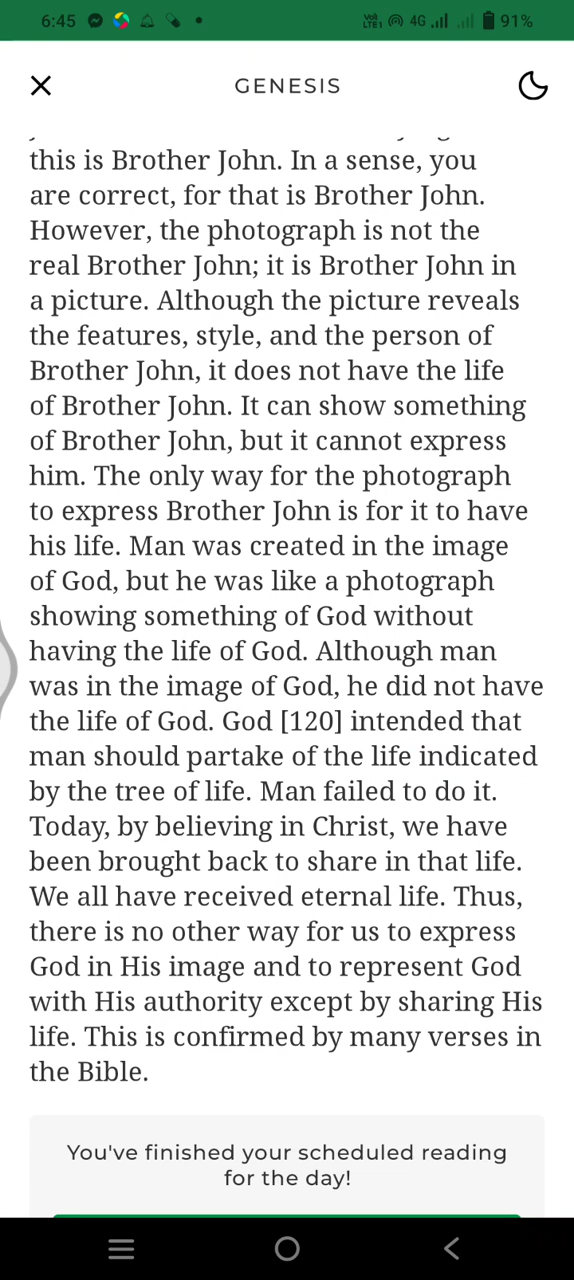 6:45
Vo) LTE1 4G 91%
GENESIS
this is Brother John. In a sense, you
are correct, for that is Brother John.
However, the photograph is not the
real Brother John; it is Brother John in
a picture. Although the picture reveals
the features, style, and the person of
Brother John, it does not have the life
of Brother John. It can show something
of Brother John, but it cannot express
him. The only way for the photograph
to express Brother John is for it to have
his life. Man was created in the image
of God, but he was like a photograph
showing something of God without
having the life of God. Although man
was in the image of God, he did not have
the life of God. God [120] intended that
man should partake of the life indicated
by the tree of life. Man failed to do it.
Today, by believing in Christ, we have
been brought back to share in that life.
We all have received eternal life. Thus,
there is no other way for us to express
God in His image and to represent God
with His authority except by sharing His
life. This is confirmed by many verses in
the Bible.
You've finished your scheduled reading
for the day!